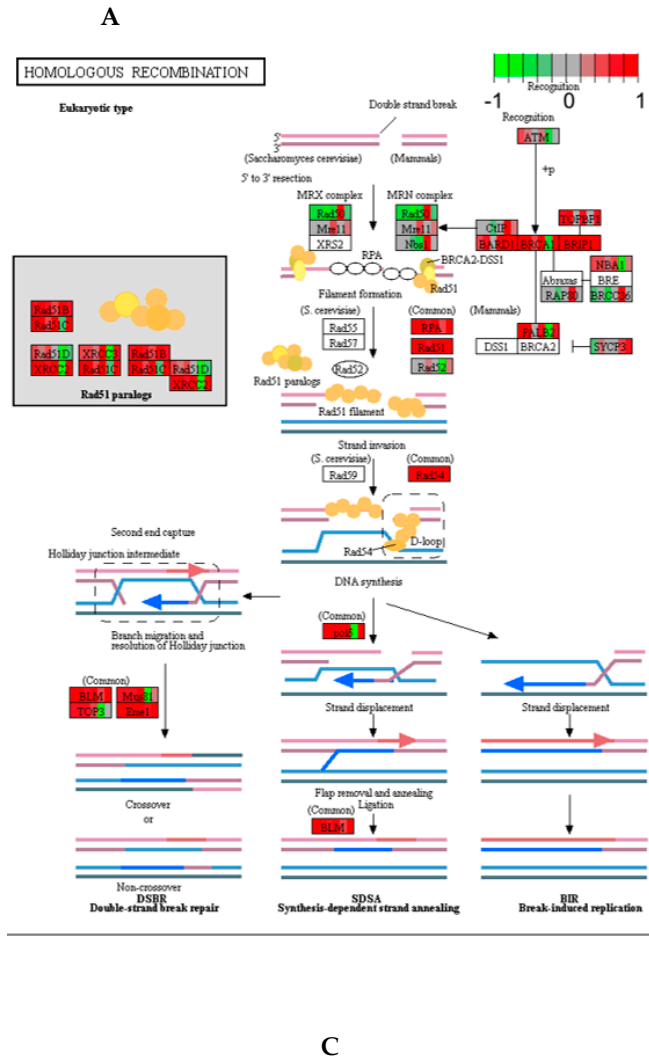 A
HOMOLOGOUS RECOMBINATION
Eukaryotic type
-1 0 1
Recognition
Recognition
ATM
+p
Double strand break
5'
3'
(Saccharomyces cerevisiae) (Mammals)
5' to 3' resection
MRX complex MRN complex
Rad50 Rad50
Mre11 Mre11
XRS2 Nbs1
CtIP TOPBP1
BARD1 BRCA1 BRIP1
RPA BRCA2-DSS1
Rad51
Abraxas NBA1
BRE
RAP80 BRCC36
Filament formation
(S. cerevisiae) (Common) (Mammals)
Rad55 RPA
Rad57 Rad51
Rad52 Rad52
PALB2
DSS1 BRCA2 SYCP3
Rad51 paralogs
Rad51 filament
Rad51B
Rad51C
Rad51D XRCC3 Rad51B
XRCC2 Rad51C Rad51C Rad51D
XRCC2
Rad51 paralogs
Strand invasion
(S. cerevisiae) (Common)
Rad59 Rad54
Rad54 D-loop
DNA synthesis
Second end capture
Holliday junction intermediate
Branch migration and
resolution of Holliday junction
(Common)
BLM Mus81
TOP3 Eme1
Crossover
or
Non-crossover
DSBR
Double-strand break repair
(Common)
polδ
Strand displacement
Flap removal and annealing
Ligation
(Common)
BLM
SDSA
Synthesis-dependent strand annealing
Strand displacement
BIR
Break-induced replication
C